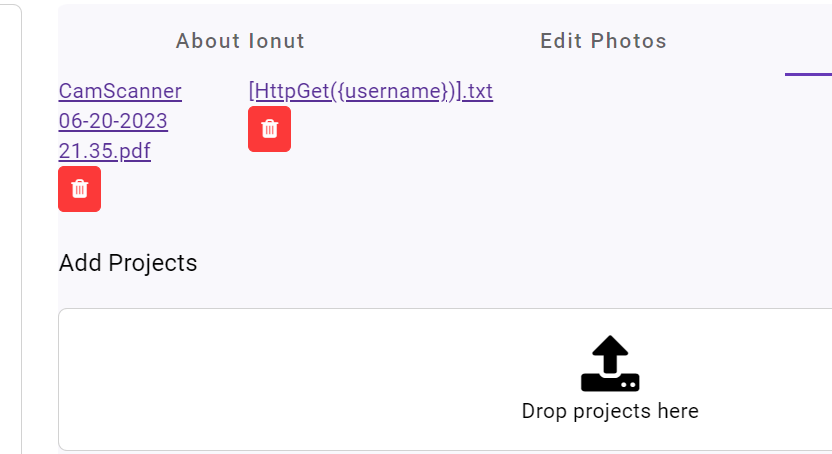 About Ionut
Edit Photos
CamScanner
06-20-2023
21.35.pdf
[HttpGet({username})].txt
Add Projects
Drop projects here